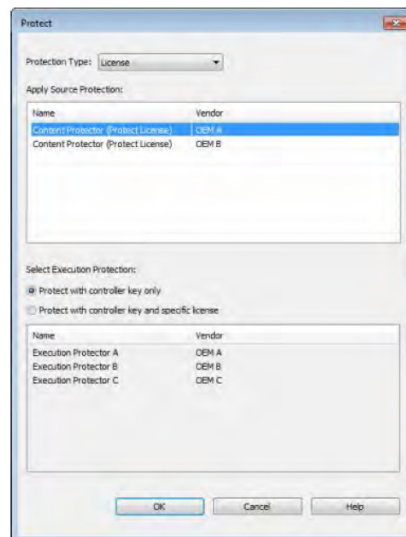 Protect
Protection Type: License
Apply Source Protection:
Name Vendor
Content Protector (Protect License) OEM A
Content Protector (Protect License) OEM B
Select Execution Protection:
Protect with controller key only
Protect with controller key and specific license
Name Vendor
Execution Protector A OEM A
Execution Protector B OEM B
Execution Protector C OEM C
OK Cancel Help